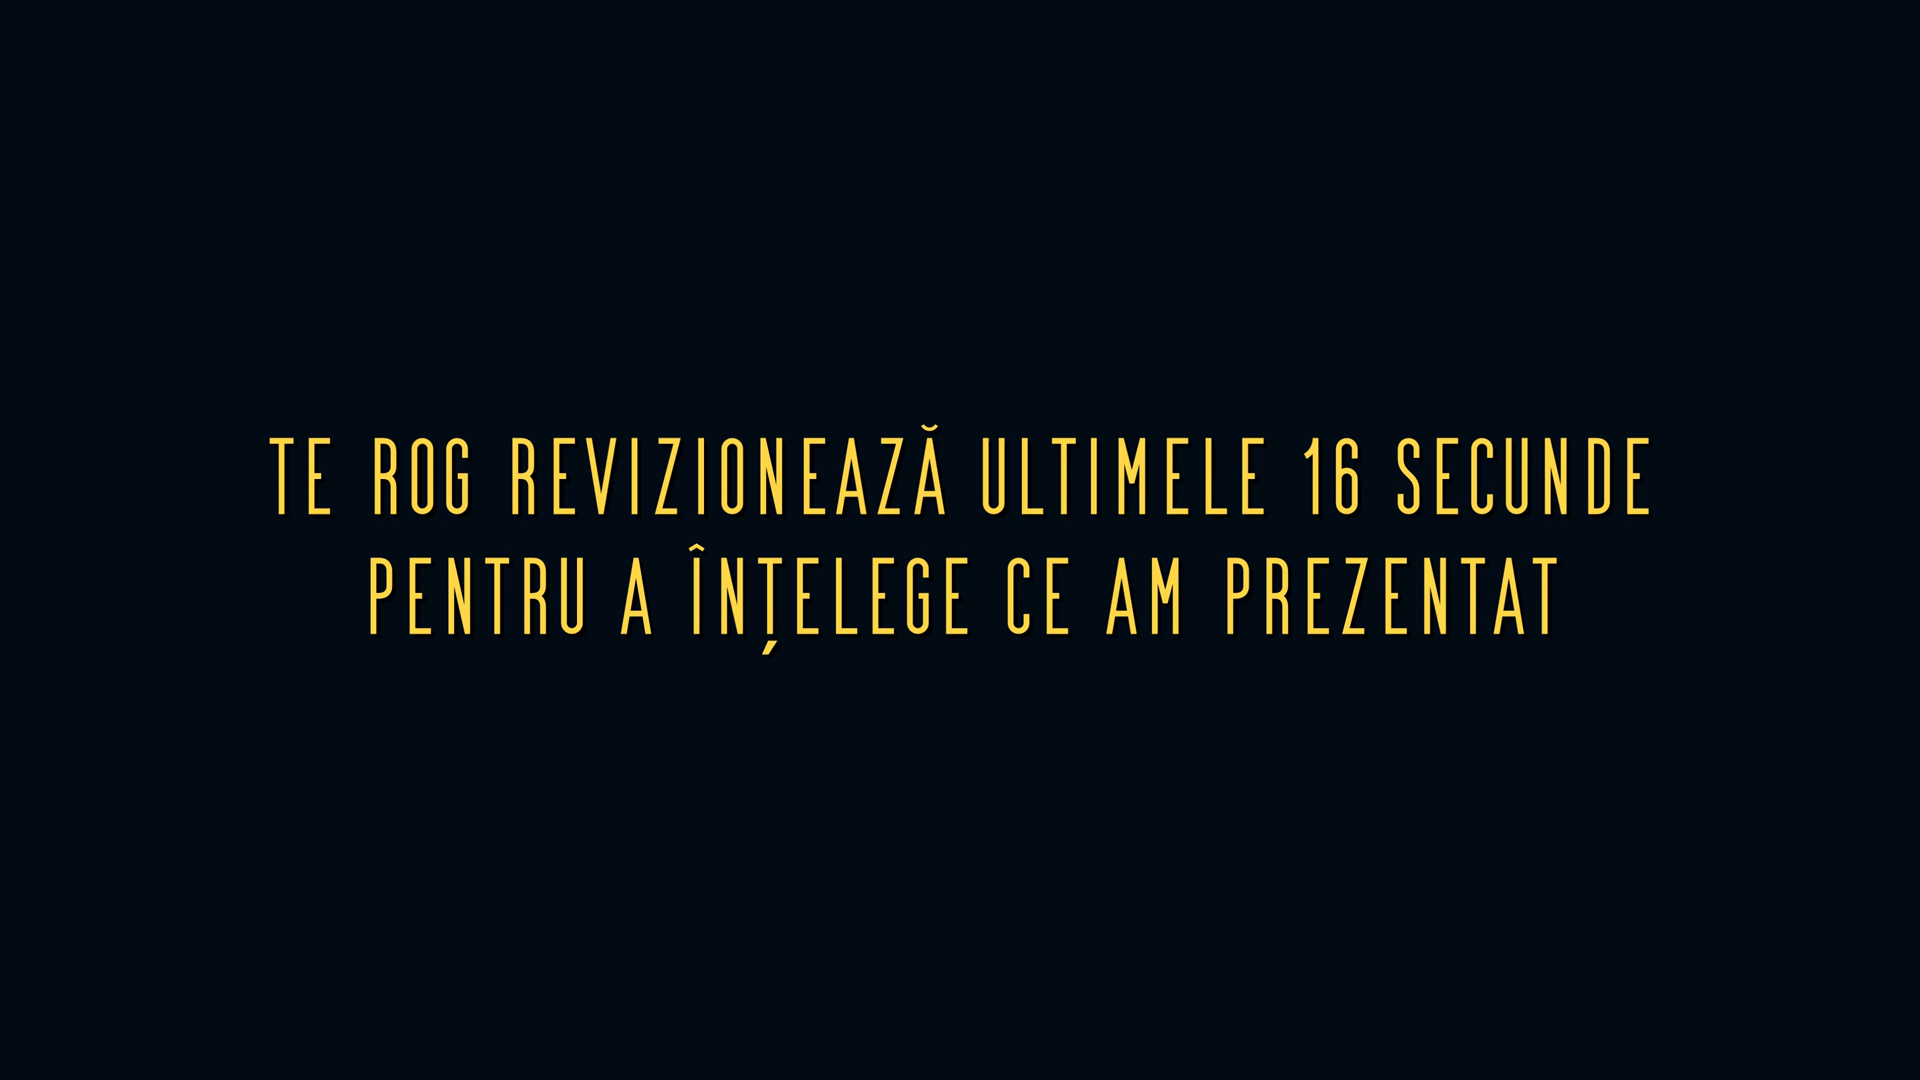 TE ROG REVIZIONEAZĂ ULTIMELE 16 SECUNDE
PENTRU A ÎNȚELEGE CE AM PREZENTAT